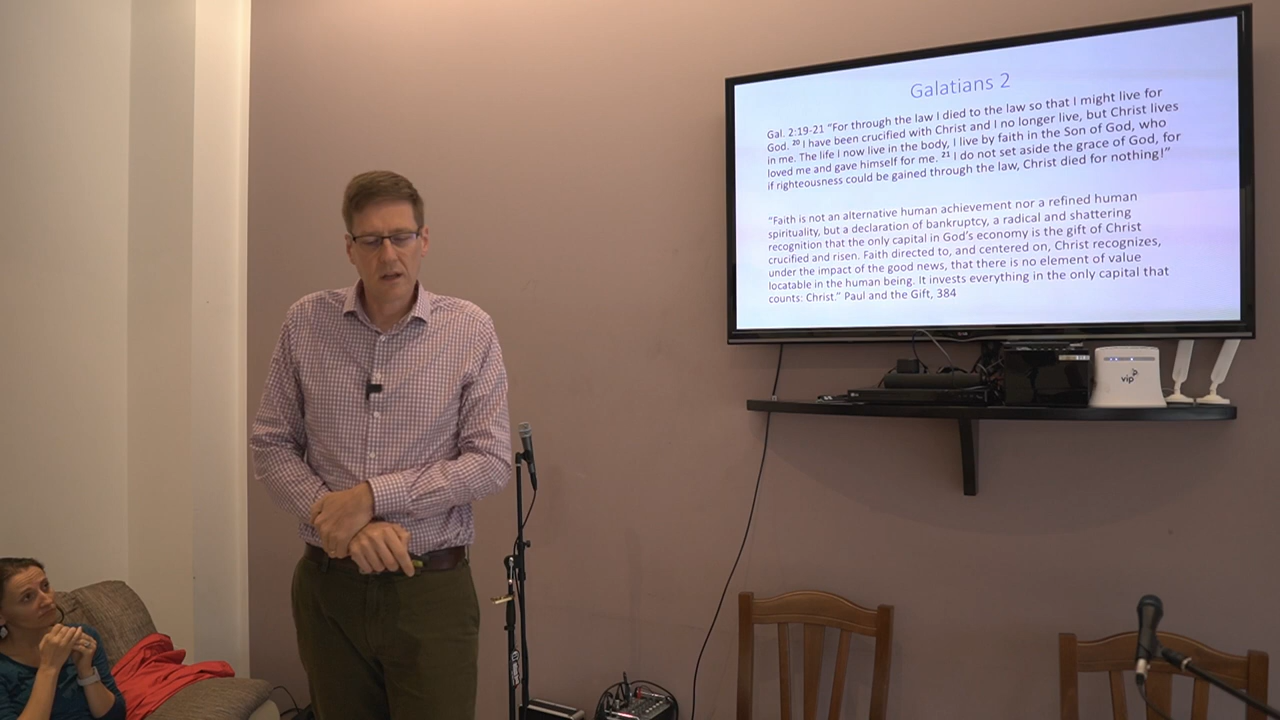 Galatians 2
Gal. 2:19-21 “For through the law I died to the law so that I might live for
God. 20 I have been crucified with Christ and I no longer live, but Christ lives
in me. The life I now live in the body, I live by faith in the Son of God, who
loved me and gave himself for me. 21 I do not set aside the grace of God, for
if righteousness could be gained through the law, Christ died for nothing!”
“Faith is not an alternative human achievement nor a refined human
spirituality, but a declaration of bankruptcy, a radical and shattering
recognition that the only capital in God’s economy is the gift of Christ
crucified and risen. Faith directed to, and centered on, Christ recognizes,
under the impact of the good news, that there is no element of value
locatable in the human being. It invests everything in the only capital that
counts: Christ.” Paul and the Gift, 384
vip